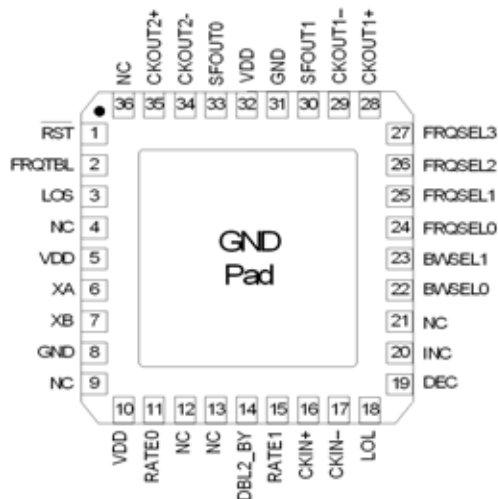 NC
CKOUT2+
CKOUT2-
SFOUT0
VDD
GND
SFOUT1
CKOUT1–
CKOUT1+
36 35 34 33 32 31 30 29 28
RST 1
FRQTBL 2
LOS 3
NC 4
VDD 5
XA 6
XB 7
GND 8
NC 9
GND
Pad
27 FRQSEL3
26 FRQSEL2
25 FRQSEL1
24 FRQSEL0
23 BWSEL1
22 BWSEL0
21 NC
20 INC
19 DEC
10 11 12 13 14 15 16 17 18
VDD
RATE0
NC
NC
DBL2_BY
RATE1
CKIN+
CKIN–
LOL